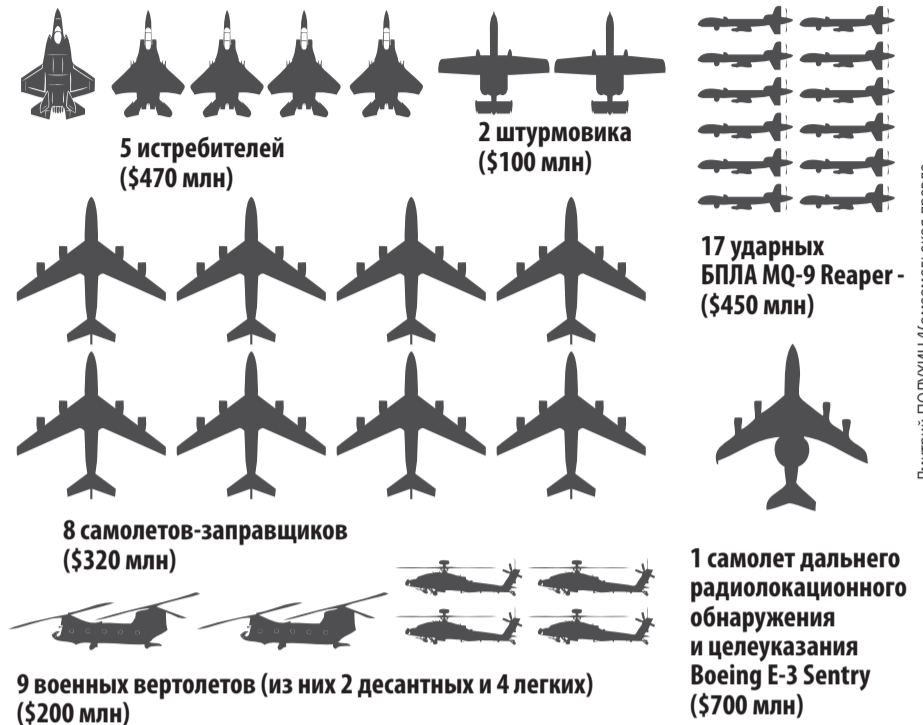 5 истребителей
($470 млн)
2 штурмовика
($100 млн)
17 ударных
БПЛА MQ-9 Reaper -
($450 млн)
8 самолетов-заправщиков
($320 млн)
1 самолет дальнего
радиолокационного
обнаружения
и целеуказания
Boeing E-3 Sentry
($700 млн)
9 военных вертолетов (из них 2 десантных и 4 легких)
($200 млн)